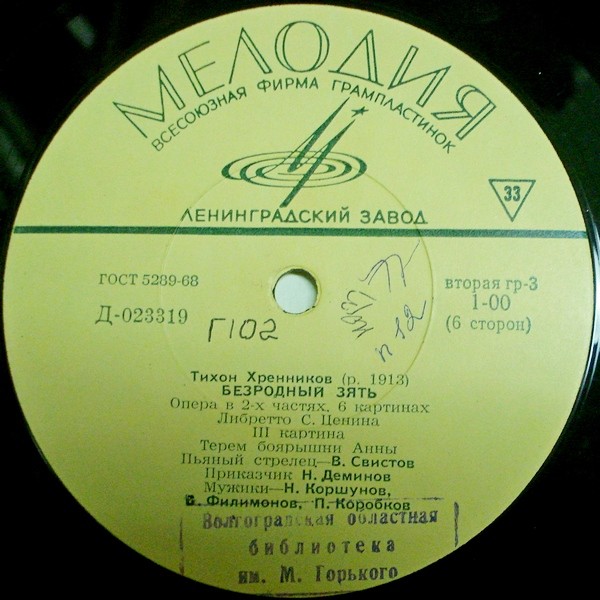 МЕЛОДИЯ
ВСЕСОЮЗНАЯ ФИРМА ГРАМПЛАСТИНОК
ЛЕНИНГРАДСКИЙ ЗАВОД
33
ГОСТ 5289-68
Д-023319
Г102
вторая гр-3
1-00
(6 сторон)
п 12
Тихон Хренников (р. 1913)
БЕЗРОДНЫЙ ЗЯТЬ
Опера в 2-х частях, 6 картинах
Либретто С. Ценина
III картина
Терем боярышни Анны
Пьяный стрелец—В. Свистов
Приказчик Н. Деминов
Мужики—Н. Коршунов,
В. Филимонов, П. Коробков
Волгоградская областная
библиотека
им. М. Горького